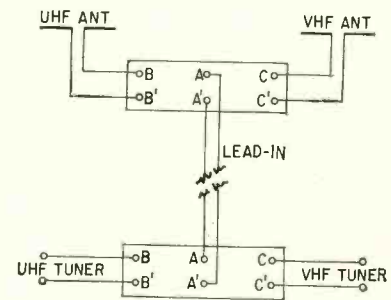 UHF ANT
VHF ANT
B A C
B' A' C'
LEAD-IN
B A C
UHF TUNER
VHF TUNER
B' A' C'